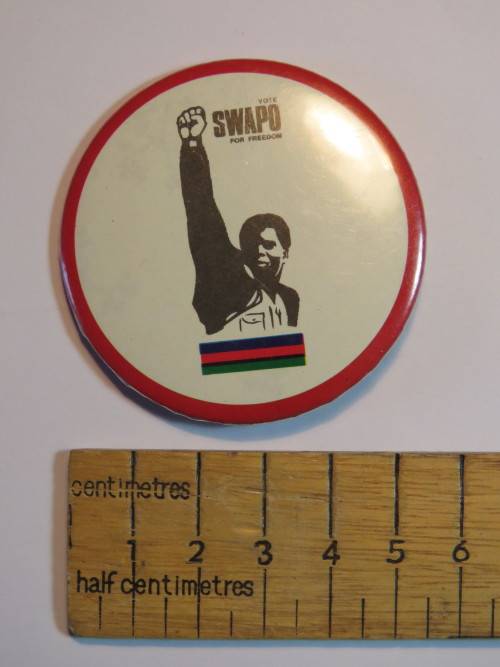 VOTE
SWAPO
FOR FREEDOM
centimetres
1 2 3 4 5 6
half centimetres